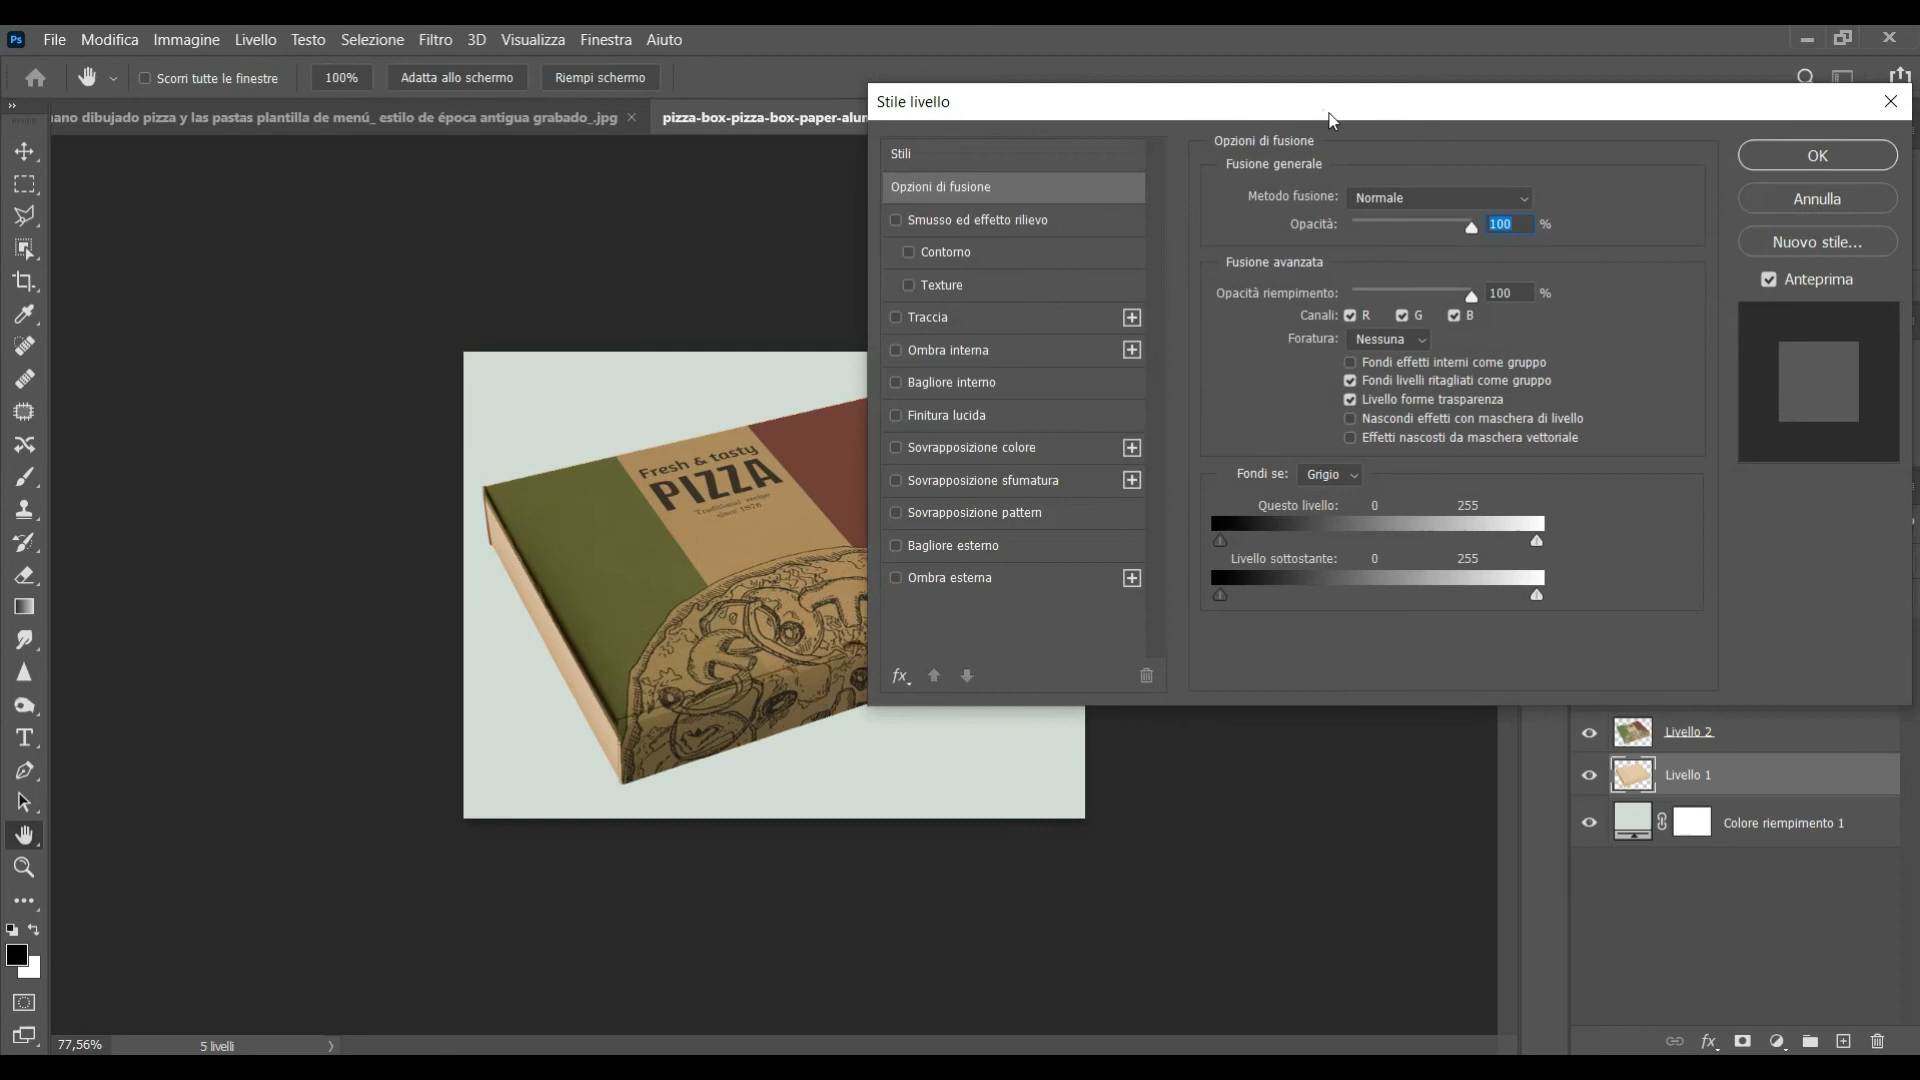 Ps File Modifica Immagine Livello Testo Selezione Filtro 3D Visualizza Finestra Aiuto
Scorri tutte le finestre 100% Adatta allo schermo Riempi schermo
ano dibujado pizza y las pastas plantilla de menú_ estilo de época antigua grabado_.jpg × pizza-box-pizza-box-paper-alun
Stile livello
Stili
Opzioni di fusione
Smusso ed effetto rilievo
Contorno
Texture
Traccia
Ombra interna
Bagliore interno
Finitura lucida
Sovrapposizione colore
Sovrapposizione sfumatura
Sovrapposizione pattern
Bagliore esterno
Ombra esterna
fx
Opzioni di fusione
Fusione generale
Metodo fusione: Normale
Opacità: 100 %
Fusione avanzata
Opacità riempimento: 100 %
Canali: R G B
Foratura: Nessuna
Fondi effetti interni come gruppo
Fondi livelli ritagliati come gruppo
Livello forme trasparenza
Nascondi effetti con maschera di livello
Effetti nascosti da maschera vettoriale
Fondi se: Grigio
Questo livello: 0 255
Livello sottostante: 0 255
OK
Annulla
Nuovo stile...
Anteprima
Fresh & tasty
PIZZA
Traditional recipe
since 1876
Livello 2
Livello 1
Colore riempimento 1
77,56% 5 livelli
fx